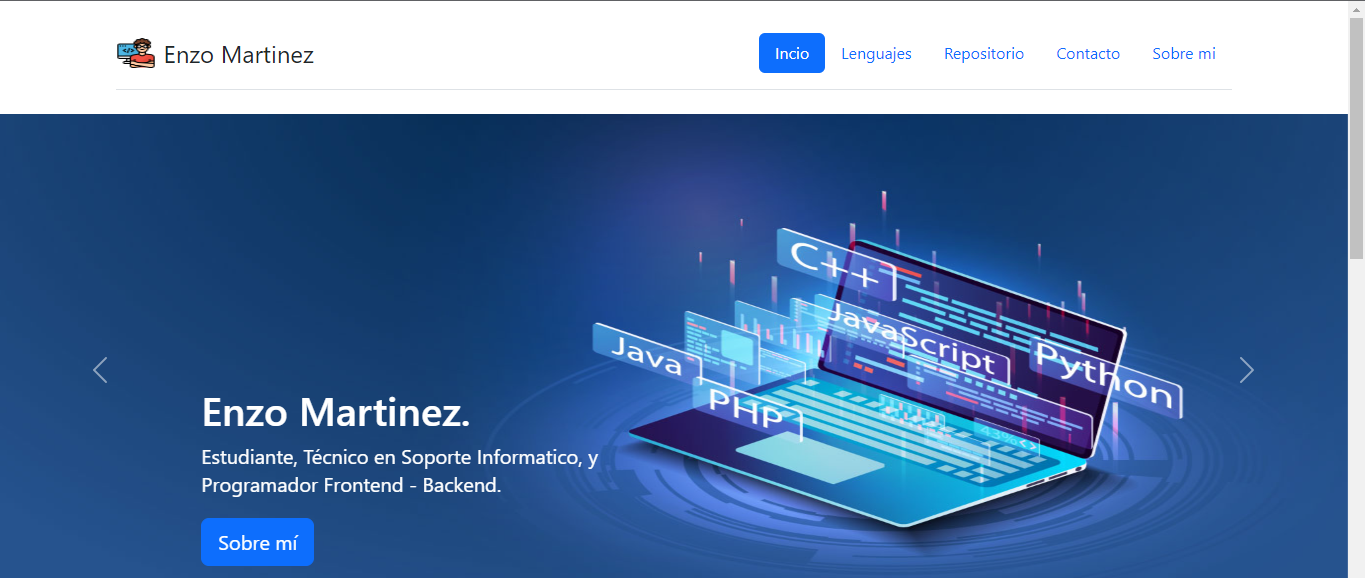 Enzo Martinez
Incio
Lenguajes
Repositorio
Contacto
Sobre mi
C++
JavaScript
Java
Python
PHP
43%<>
Enzo Martinez.
Estudiante, Técnico en Soporte Informatico, y
Programador Frontend - Backend.
Sobre mí